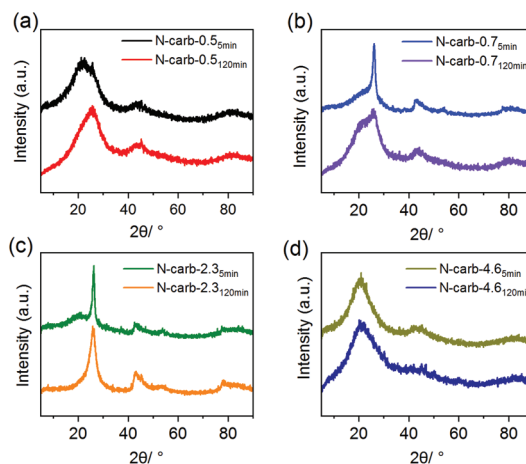 (a)
N-carb-0.5₅ₘᵢₙ
N-carb-0.5₁₂₀ₘᵢₙ
Intensity (a.u.)
20 40 60 80
2θ/ °
(b)
N-carb-0.7₅ₘᵢₙ
N-carb-0.7₁₂₀ₘᵢₙ
Intensity (a.u.)
20 40 60 80
2θ/ °
(c)
N-carb-2.3₅ₘᵢₙ
N-carb-2.3₁₂₀ₘᵢₙ
Intensity (a.u.)
20 40 60 80
2θ/ °
(d)
N-carb-4.6₅ₘᵢₙ
N-carb-4.6₁₂₀ₘᵢₙ
Intensity (a.u.)
20 40 60 80
2θ/ °